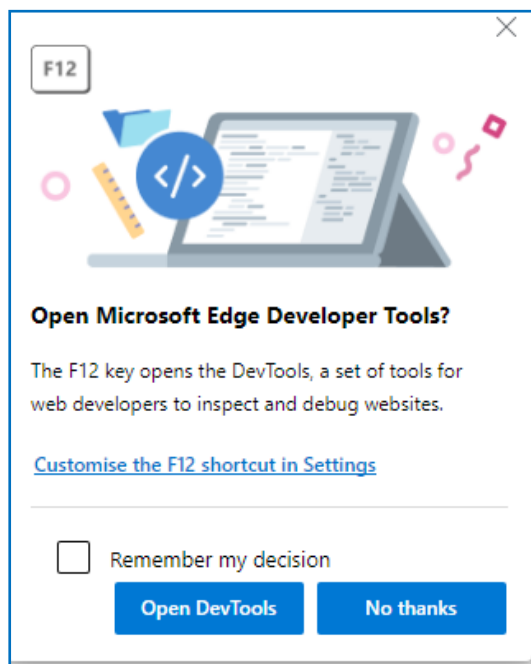 F12
</>
Open Microsoft Edge Developer Tools?
The F12 key opens the DevTools, a set of tools for
web developers to inspect and debug websites.
Customise the F12 shortcut in Settings
Remember my decision
Open DevTools
No thanks